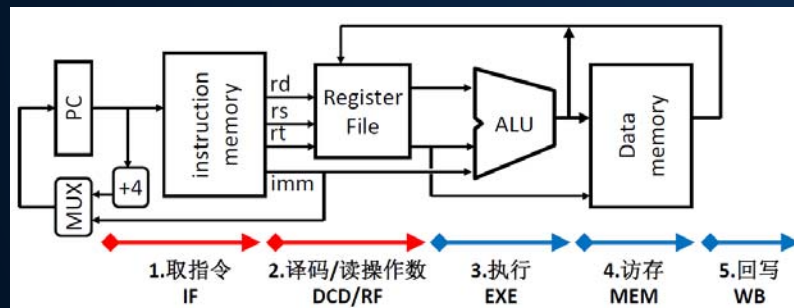 PC
MUX
+4
instruction
memory
rd
rs
rt
imm
Register
File
ALU
Data
memory
1.取指令
IF
2.译码/读操作数
DCD/RF
3.执行
EXE
4.访存
MEM
5.回写
WB